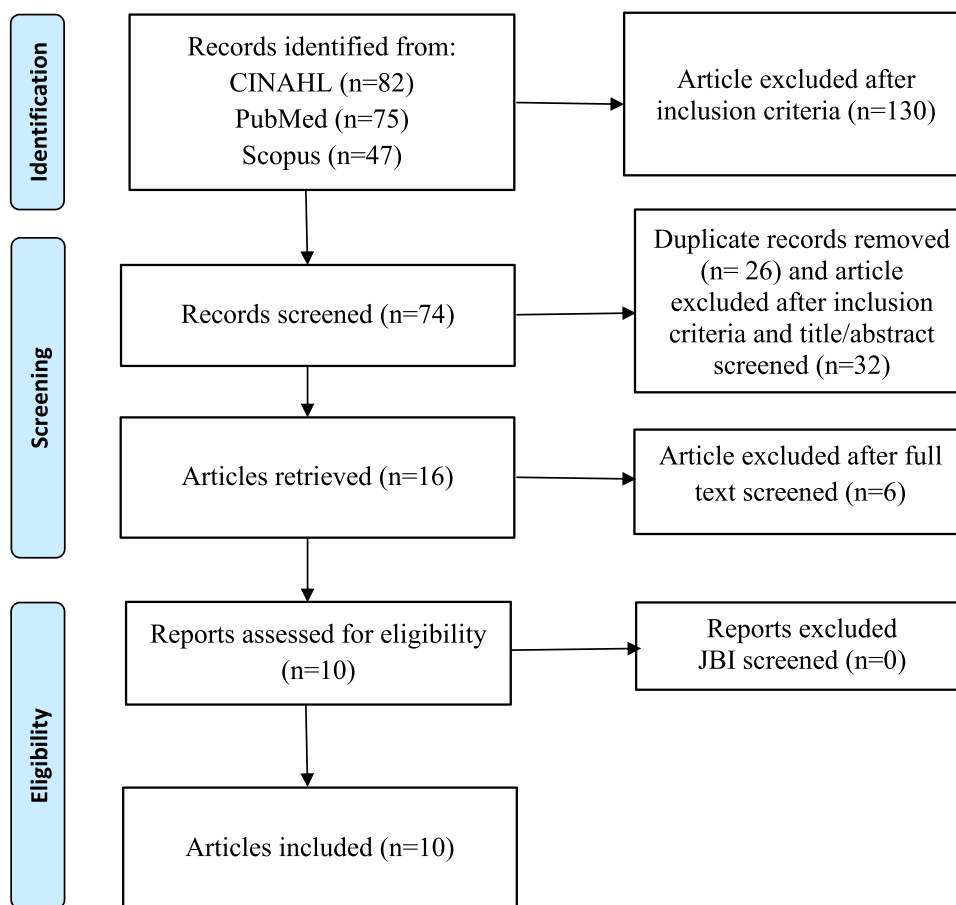 Identification
Records identified from:
CINAHL (n=82)
PubMed (n=75)
Scopus (n=47)
Article excluded after
inclusion criteria (n=130)
Screening
Records screened (n=74)
Duplicate records removed
(n= 26) and article
excluded after inclusion
criteria and title/abstract
screened (n=32)
Articles retrieved (n=16)
Article excluded after full
text screened (n=6)
Eligibility
Reports assessed for eligibility
(n=10)
Reports excluded
JBI screened (n=0)
Articles included (n=10)